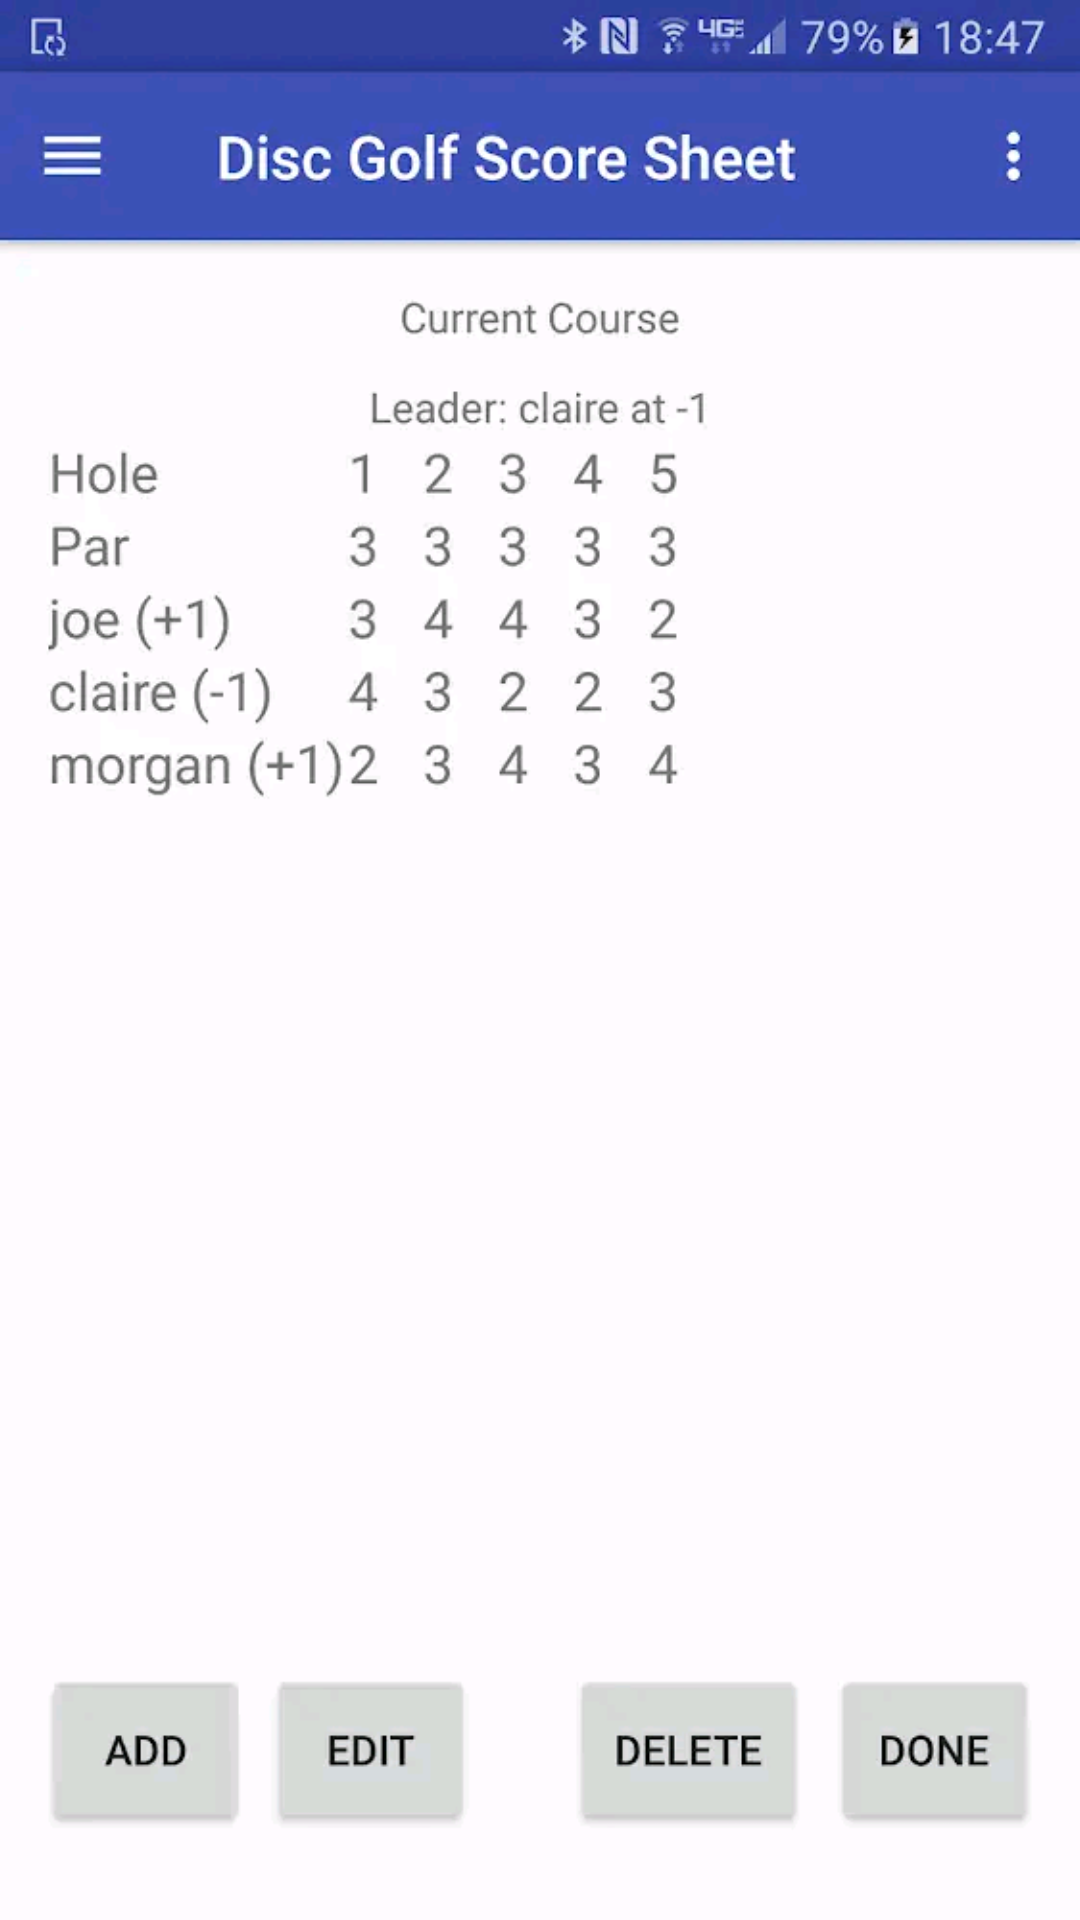 4GE 79% 18:47
Disc Golf Score Sheet
Current Course
Leader: claire at -1
Hole 1 2 3 4 5
Par 3 3 3 3 3
joe (+1) 3 4 4 3 2
claire (-1) 4 3 2 2 3
morgan (+1) 2 3 4 3 4
ADD EDIT DELETE DONE